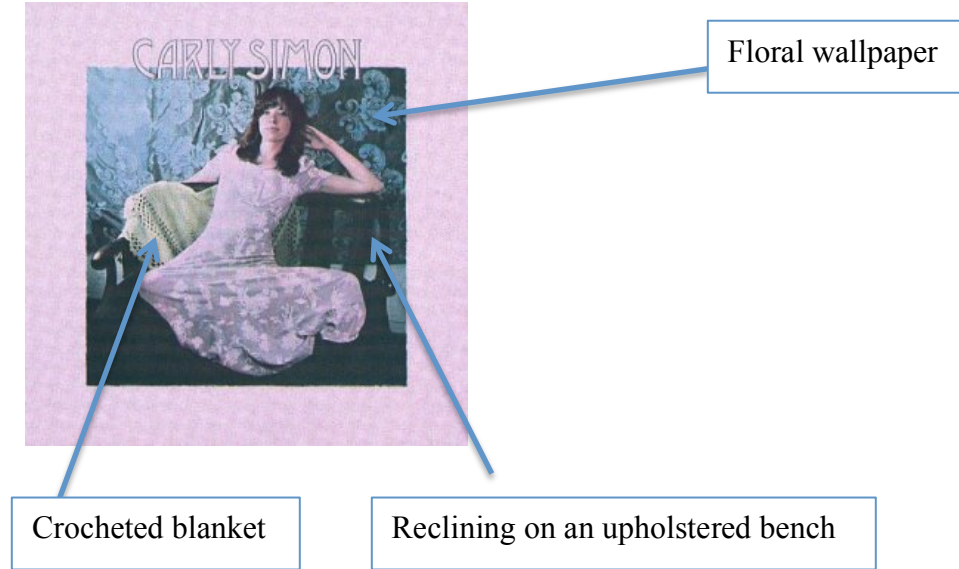 CARLY SIMON
Floral wallpaper
Crocheted blanket
Reclining on an upholstered bench